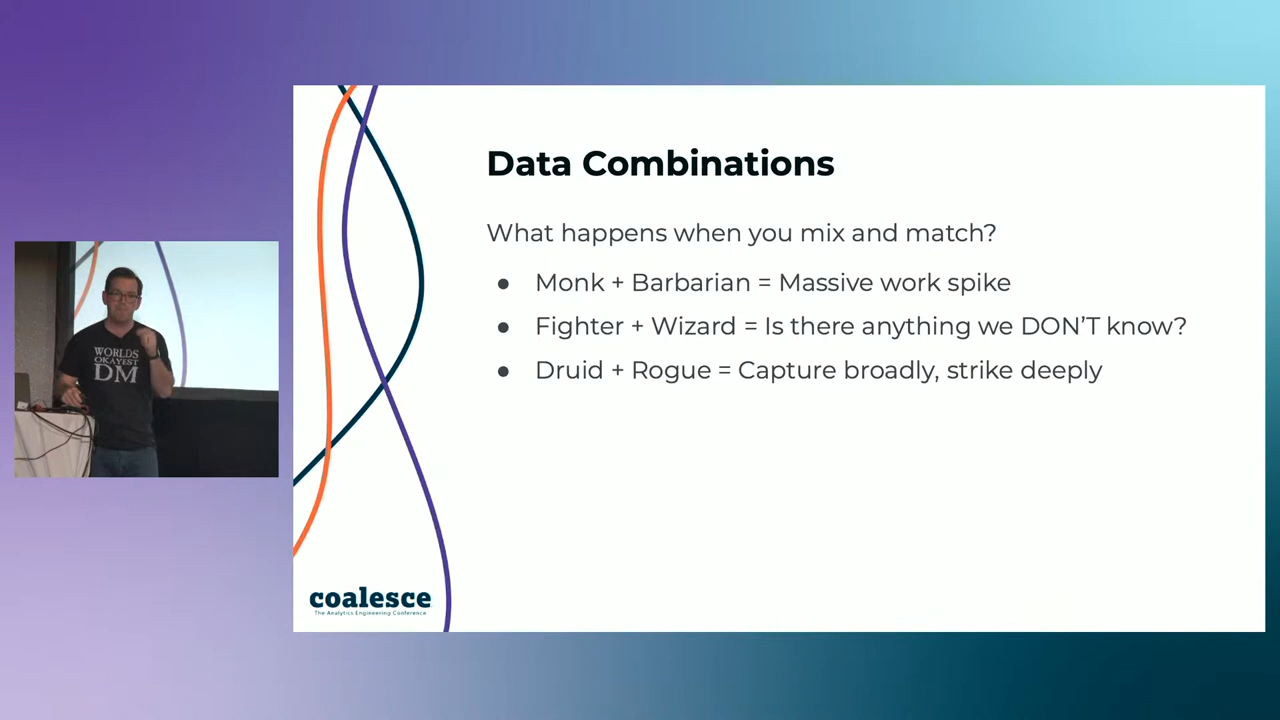 Data Combinations
What happens when you mix and match?
● Monk + Barbarian = Massive work spike
● Fighter + Wizard = Is there anything we DON'T know?
● Druid + Rogue = Capture broadly, strike deeply
WORLDS
OKAYEST
DM
coalesce
The Analytics Engineering Conference